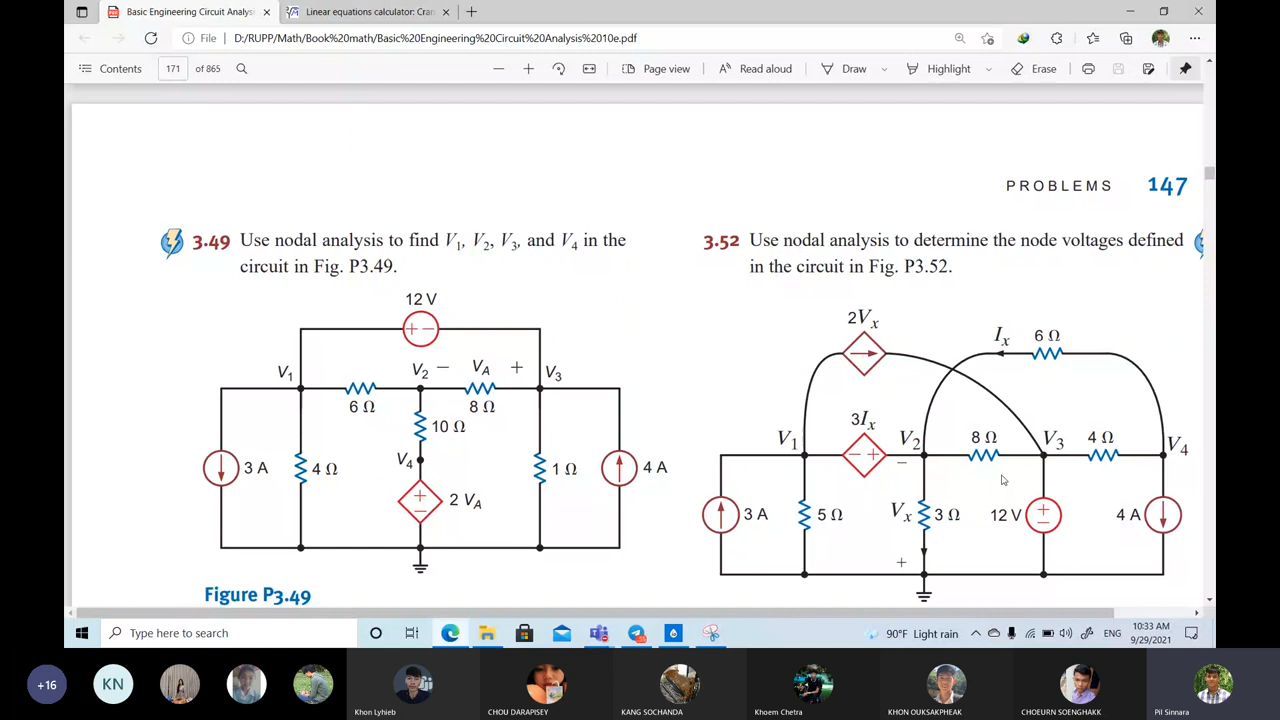 Basic Engineering Circuit Analysi
Linear equations calculator: Cran
File
D:/RUPP/Math/Book%20math/Basic%20Engineering%20Circuit%20Analysis%2010e.pdf
Contents
171
of 865
Page view
Read aloud
Draw
Highlight
Erase
PROBLEMS 147
3.49 Use nodal analysis to find V₁, V₂, V₃, and V₄ in the
circuit in Fig. P3.49.
12 V
+ −
V₁
V₂ − V_A + V₃
6 Ω
8 Ω
10 Ω
V₄
3 A
4 Ω
+
−
2 V_A
1 Ω
4 A
Figure P3.49
3.52 Use nodal analysis to determine the node voltages defined
in the circuit in Fig. P3.52.
2Vₓ
Iₓ 6 Ω
3Iₓ
V₁
− +
V₂
−
8 Ω
V₃
4 Ω
V₄
3 A
5 Ω
Vₓ
3 Ω
12 V
+
−
4 A
+
Type here to search
90°F Light rain
ENG
10:33 AM
9/29/2021
+16
KN
Khon Lyhieb
CHOU DARAPISEY
KANG SOCHANDA
Khoem Chetra
KHON OUKSAKPHEAK
CHOEURN SOENGHAKK
Pil Sinnara